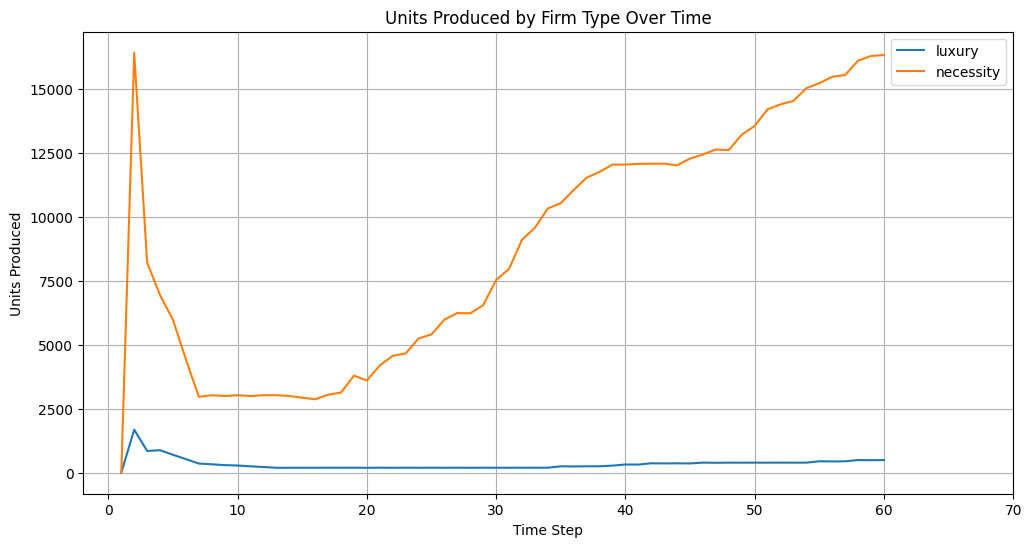 Units Produced by Firm Type Over Time
luxury
necessity
Units Produced
15000
12500
10000
7500
5000
2500
0
0 10 20 30 40 50 60 70
Time Step